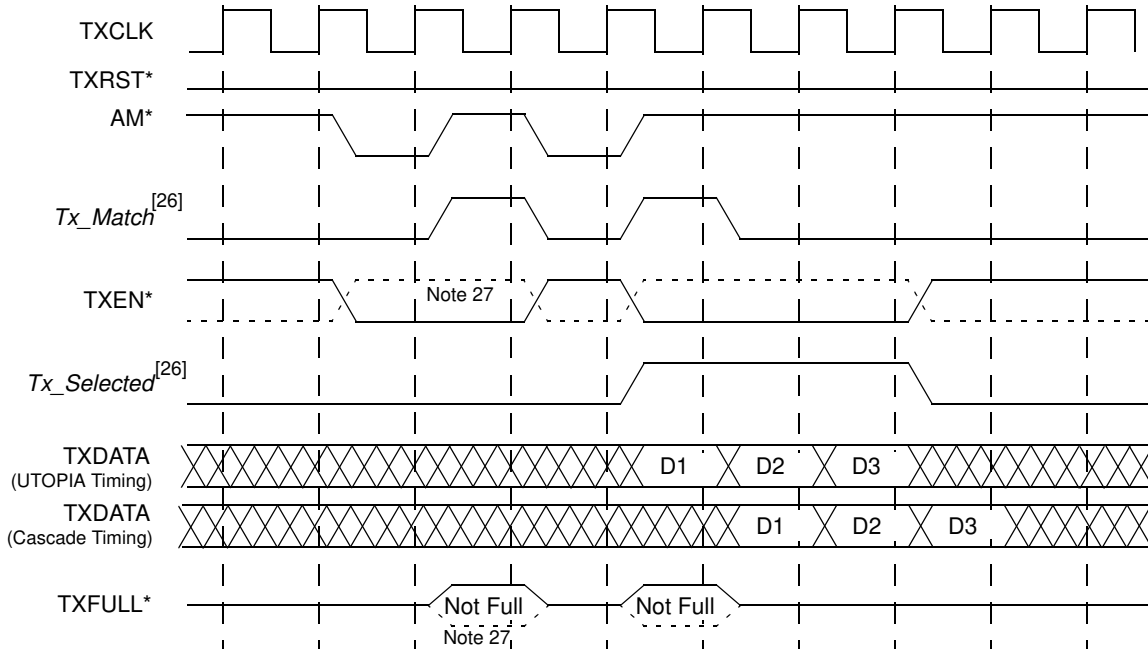 TXCLK
TXRST*
AM*
Tx_Match[26]
TXEN*
Note 27
Tx_Selected[26]
TXDATA
(UTOPIA Timing)
D1 D2 D3
TXDATA
(Cascade Timing)
D1 D2 D3
TXFULL*
Not Full Not Full
Note 27